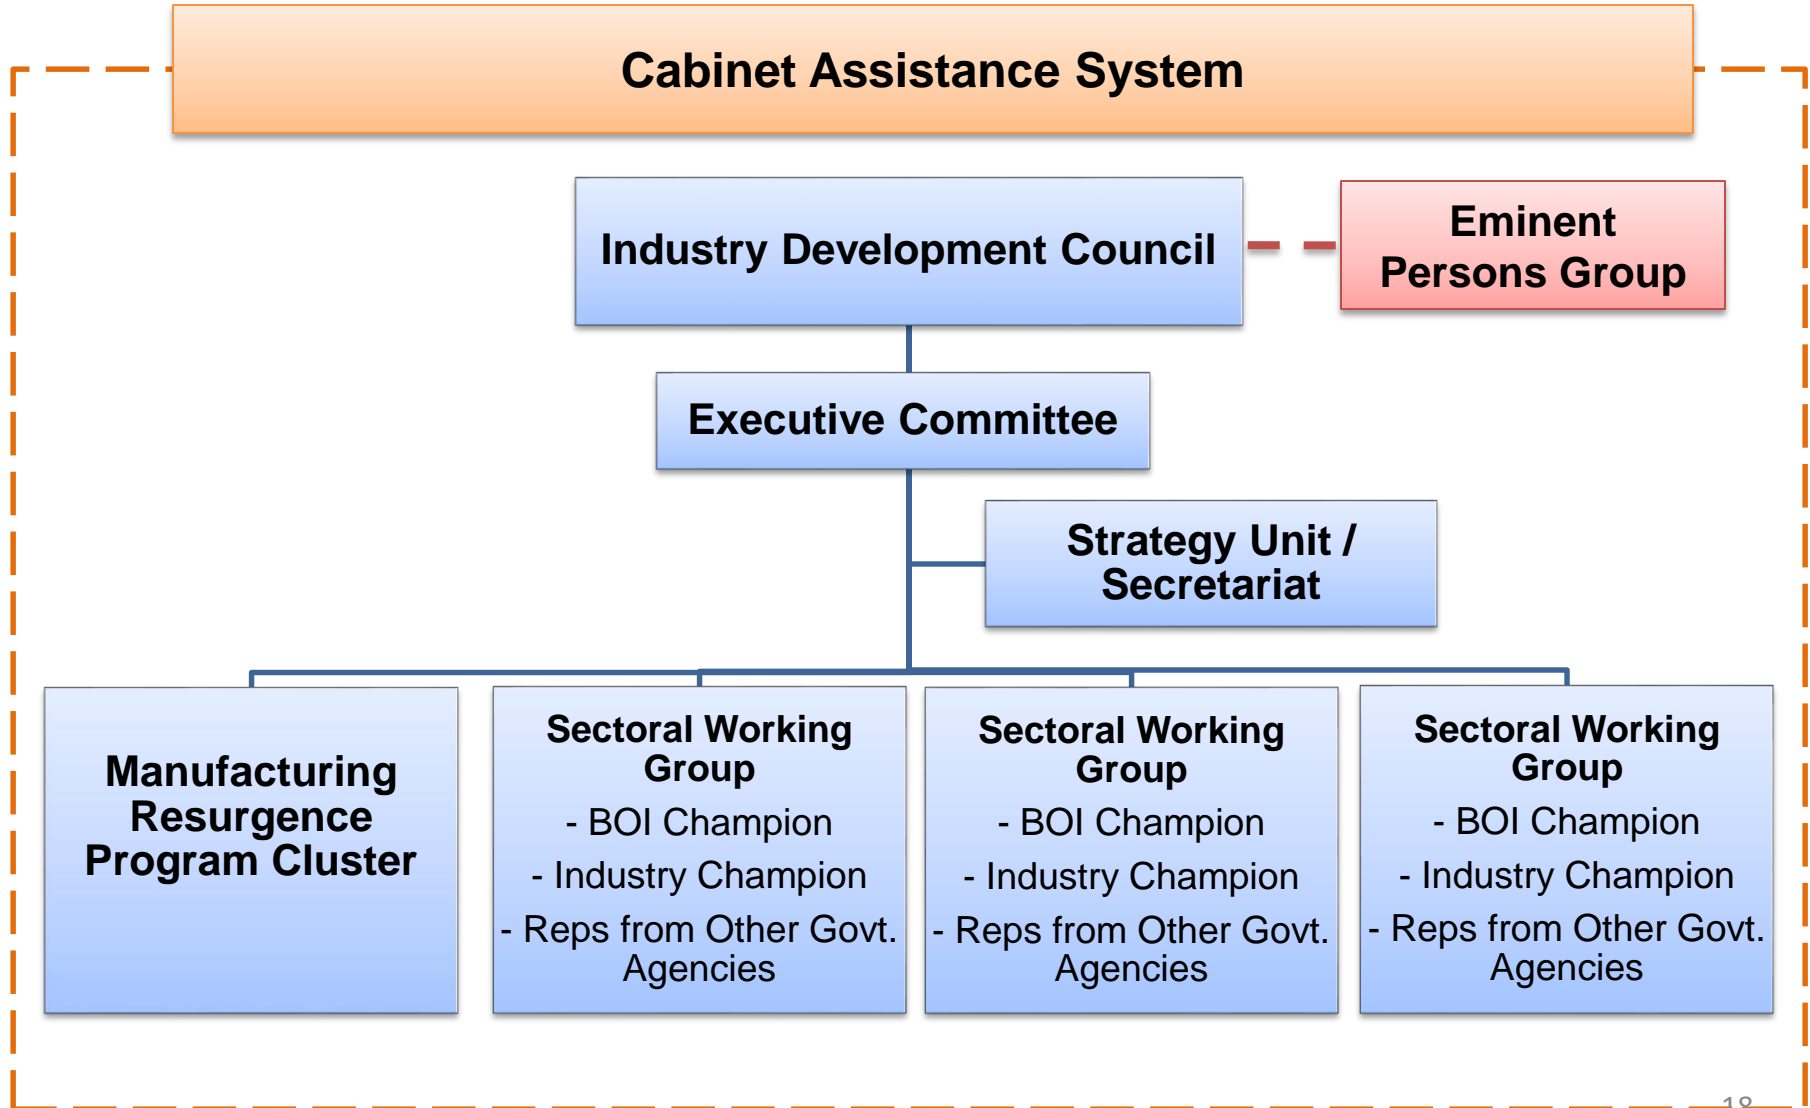 Cabinet Assistance System
Industry Development Council
Eminent
Persons Group
Executive Committee
Strategy Unit /
Secretariat
Manufacturing
Resurgence
Program Cluster
Sectoral Working
Group
- BOI Champion
- Industry Champion
- Reps from Other Govt.
Agencies
Sectoral Working
Group
- BOI Champion
- Industry Champion
- Reps from Other Govt.
Agencies
Sectoral Working
Group
- BOI Champion
- Industry Champion
- Reps from Other Govt.
Agencies
18